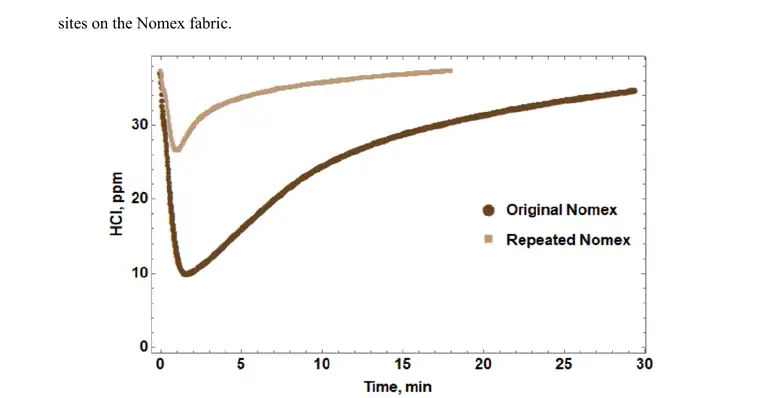 sites on the Nomex fabric.
30
20
10
0
HCl, ppm
Original Nomex
Repeated Nomex
0 5 10 15 20 25 30
Time, min